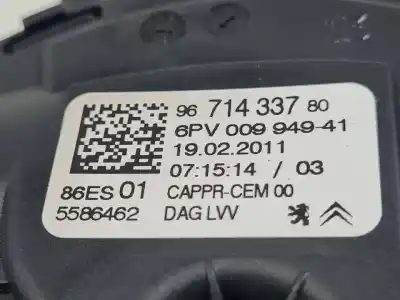 96 714 337 80
6PV 009 949-41
19.02.2011
07:15:14 / 03
86ES 01 CAPPR-CEM 00
5586462 DAG LVV